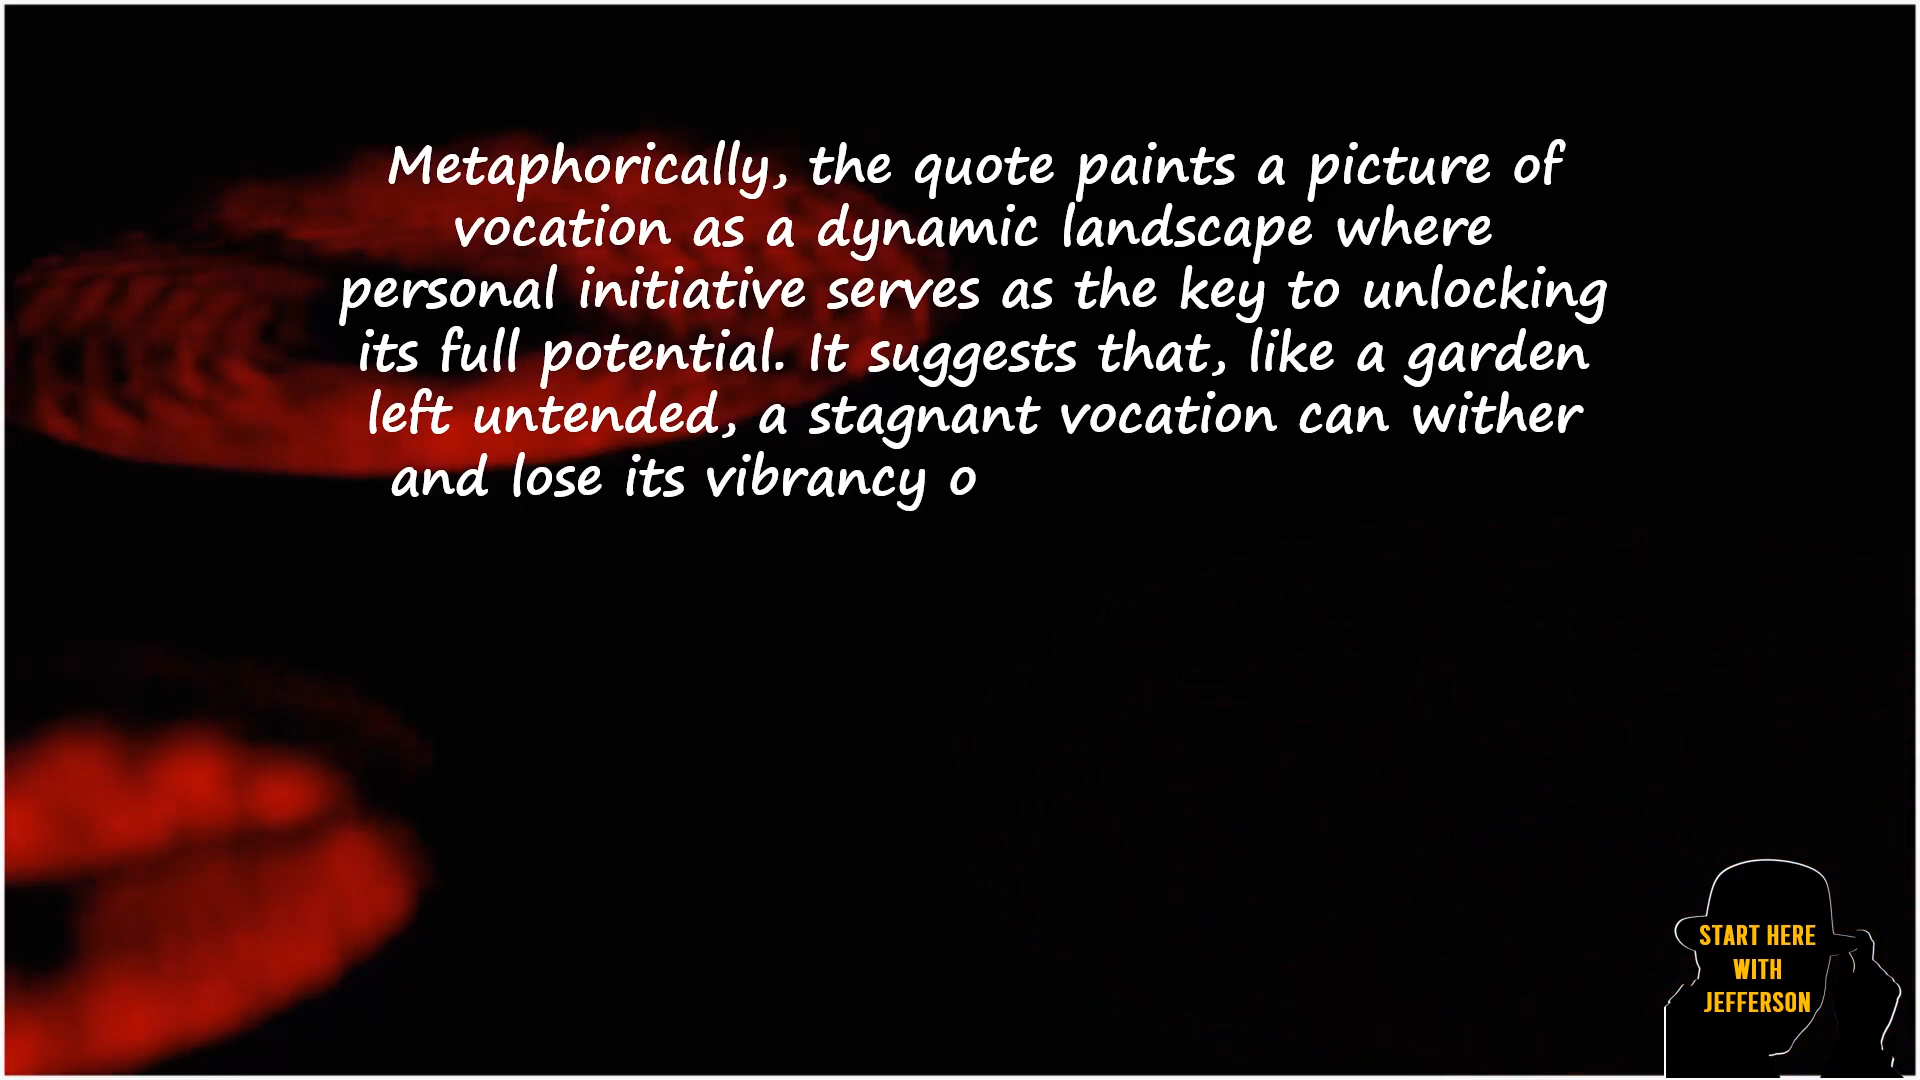 Metaphorically, the quote paints a picture of
vocation as a dynamic landscape where
personal initiative serves as the key to unlocking
its full potential. It suggests that, like a garden
left untended, a stagnant vocation can wither
and lose its vibrancy o
START HERE
WITH
JEFFERSON